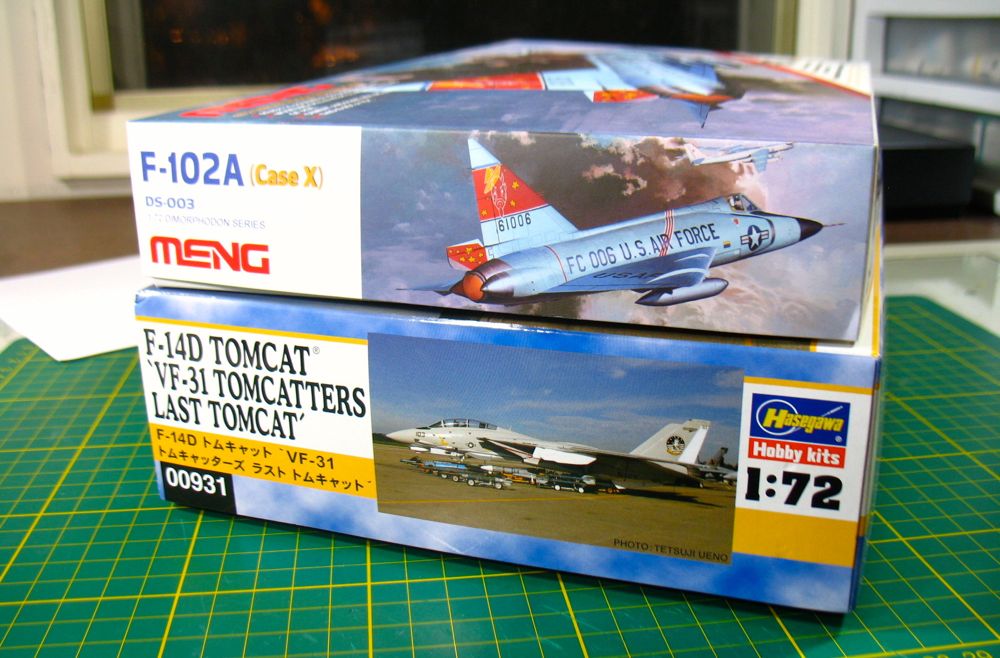 F-102A (Case X)
DS-003
1:72 DIMORPHODON SERIES
MENG
61006
FC 006 U.S. AIR FORCE
USAF
F-14D TOMCAT®
`VF-31 TOMCATTERS
LAST TOMCAT´
F-14D トムキャット `VF-31
トムキャッターズ ラスト トムキャット´
00931
Hasegawa®
Hobby kits
1:72
PHOTO: TETSUJI UENO